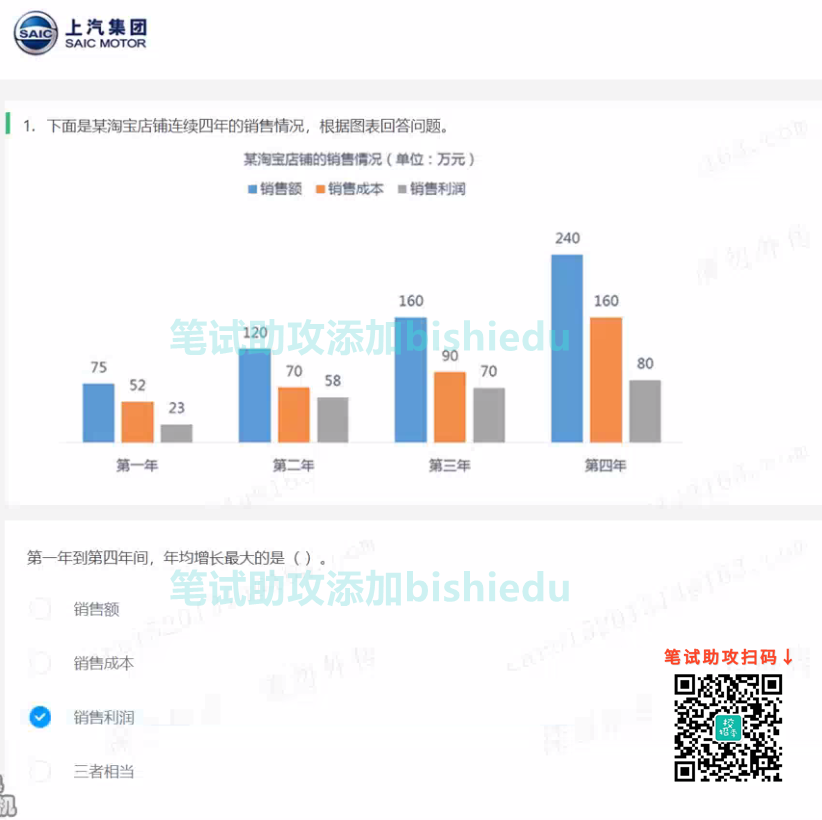 SAIC 上汽集团
SAIC MOTOR
1. 下面是某淘宝店铺连续四年的销售情况，根据图表回答问题。
某淘宝店铺的销售情况（单位：万元）
销售额 销售成本 销售利润
240
160 160
笔试助攻添加bishiedu
120
90
75 70 70 80
52 58
23
第一年 第二年 第三年 第四年
第一年到第四年间，年均增长最大的是（ ）。
笔试助攻添加bishiedu
销售额
销售成本
笔试助攻扫码↓
销售利润
三者相当